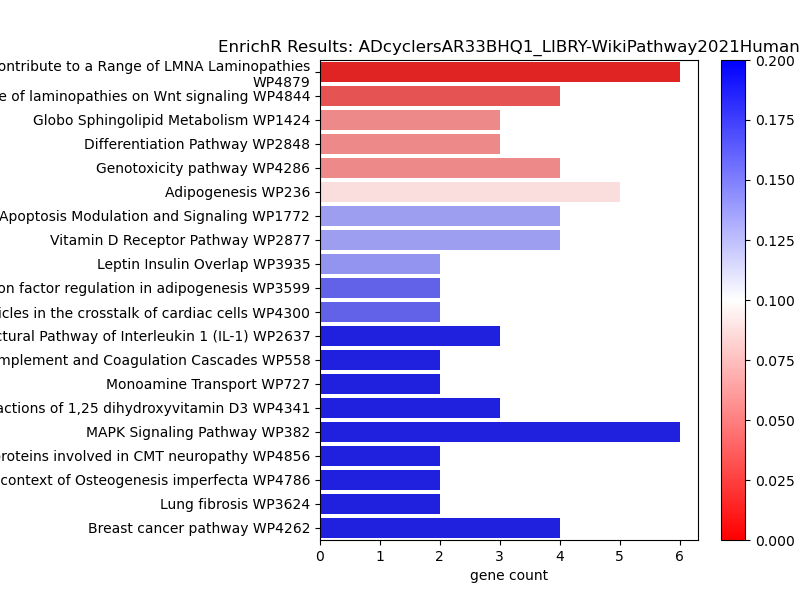 EnrichR Results: ADcyclersAR33BHQ1_LIBRY-WikiPathway2021Human
ontribute to a Range of LMNA Laminopathies
WP4879
e of laminopathies on Wnt signaling WP4844
Globo Sphingolipid Metabolism WP1424
Differentiation Pathway WP2848
Genotoxicity pathway WP4286
Adipogenesis WP236
Apoptosis Modulation and Signaling WP1772
Vitamin D Receptor Pathway WP2877
Leptin Insulin Overlap WP3935
on factor regulation in adipogenesis WP3599
icles in the crosstalk of cardiac cells WP4300
ctural Pathway of Interleukin 1 (IL-1) WP2637
mplement and Coagulation Cascades WP558
Monoamine Transport WP727
actions of 1,25 dihydroxyvitamin D3 WP4341
MAPK Signaling Pathway WP382
proteins involved in CMT neuropathy WP4856
context of Osteogenesis imperfecta WP4786
Lung fibrosis WP3624
Breast cancer pathway WP4262
0 1 2 3 4 5 6
gene count
0.200
0.175
0.150
0.125
0.100
0.075
0.050
0.025
0.000